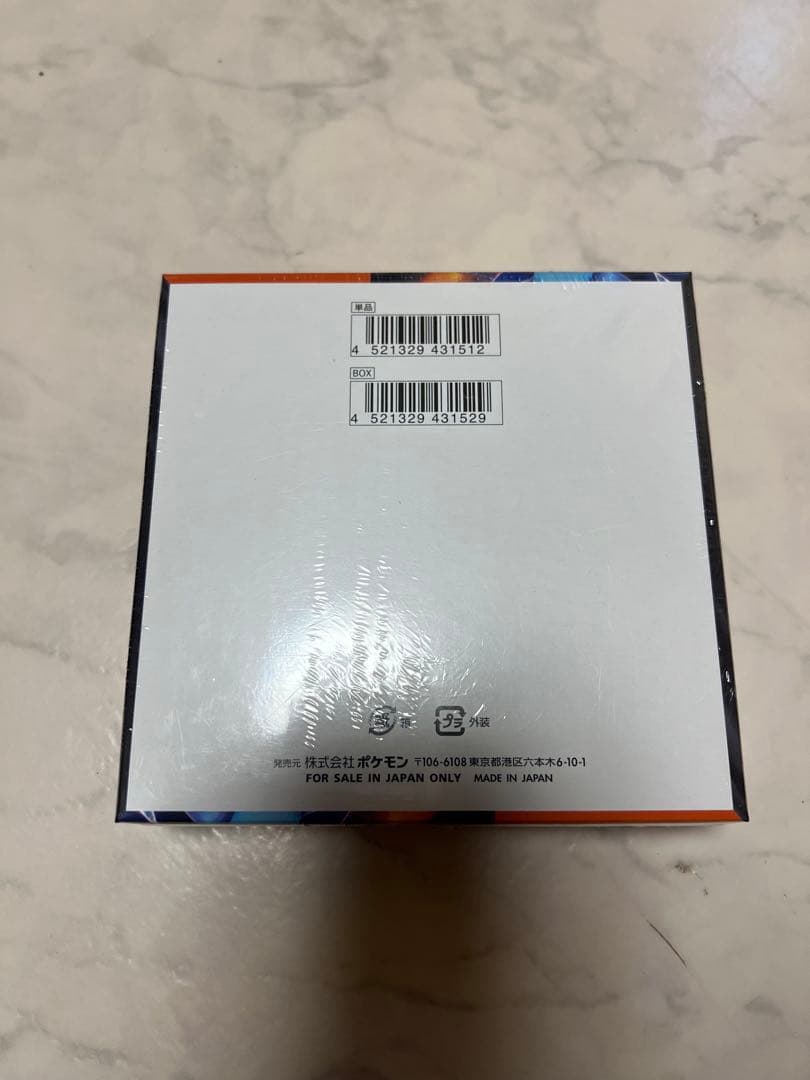 単品
4 521329 431512
BOX
4 521329 431529
プラ 外装
発売元 株式会社ポケモン 〒106-6108 東京都港区六本木6-10-1
FOR SALE IN JAPAN ONLY MADE IN JAPAN